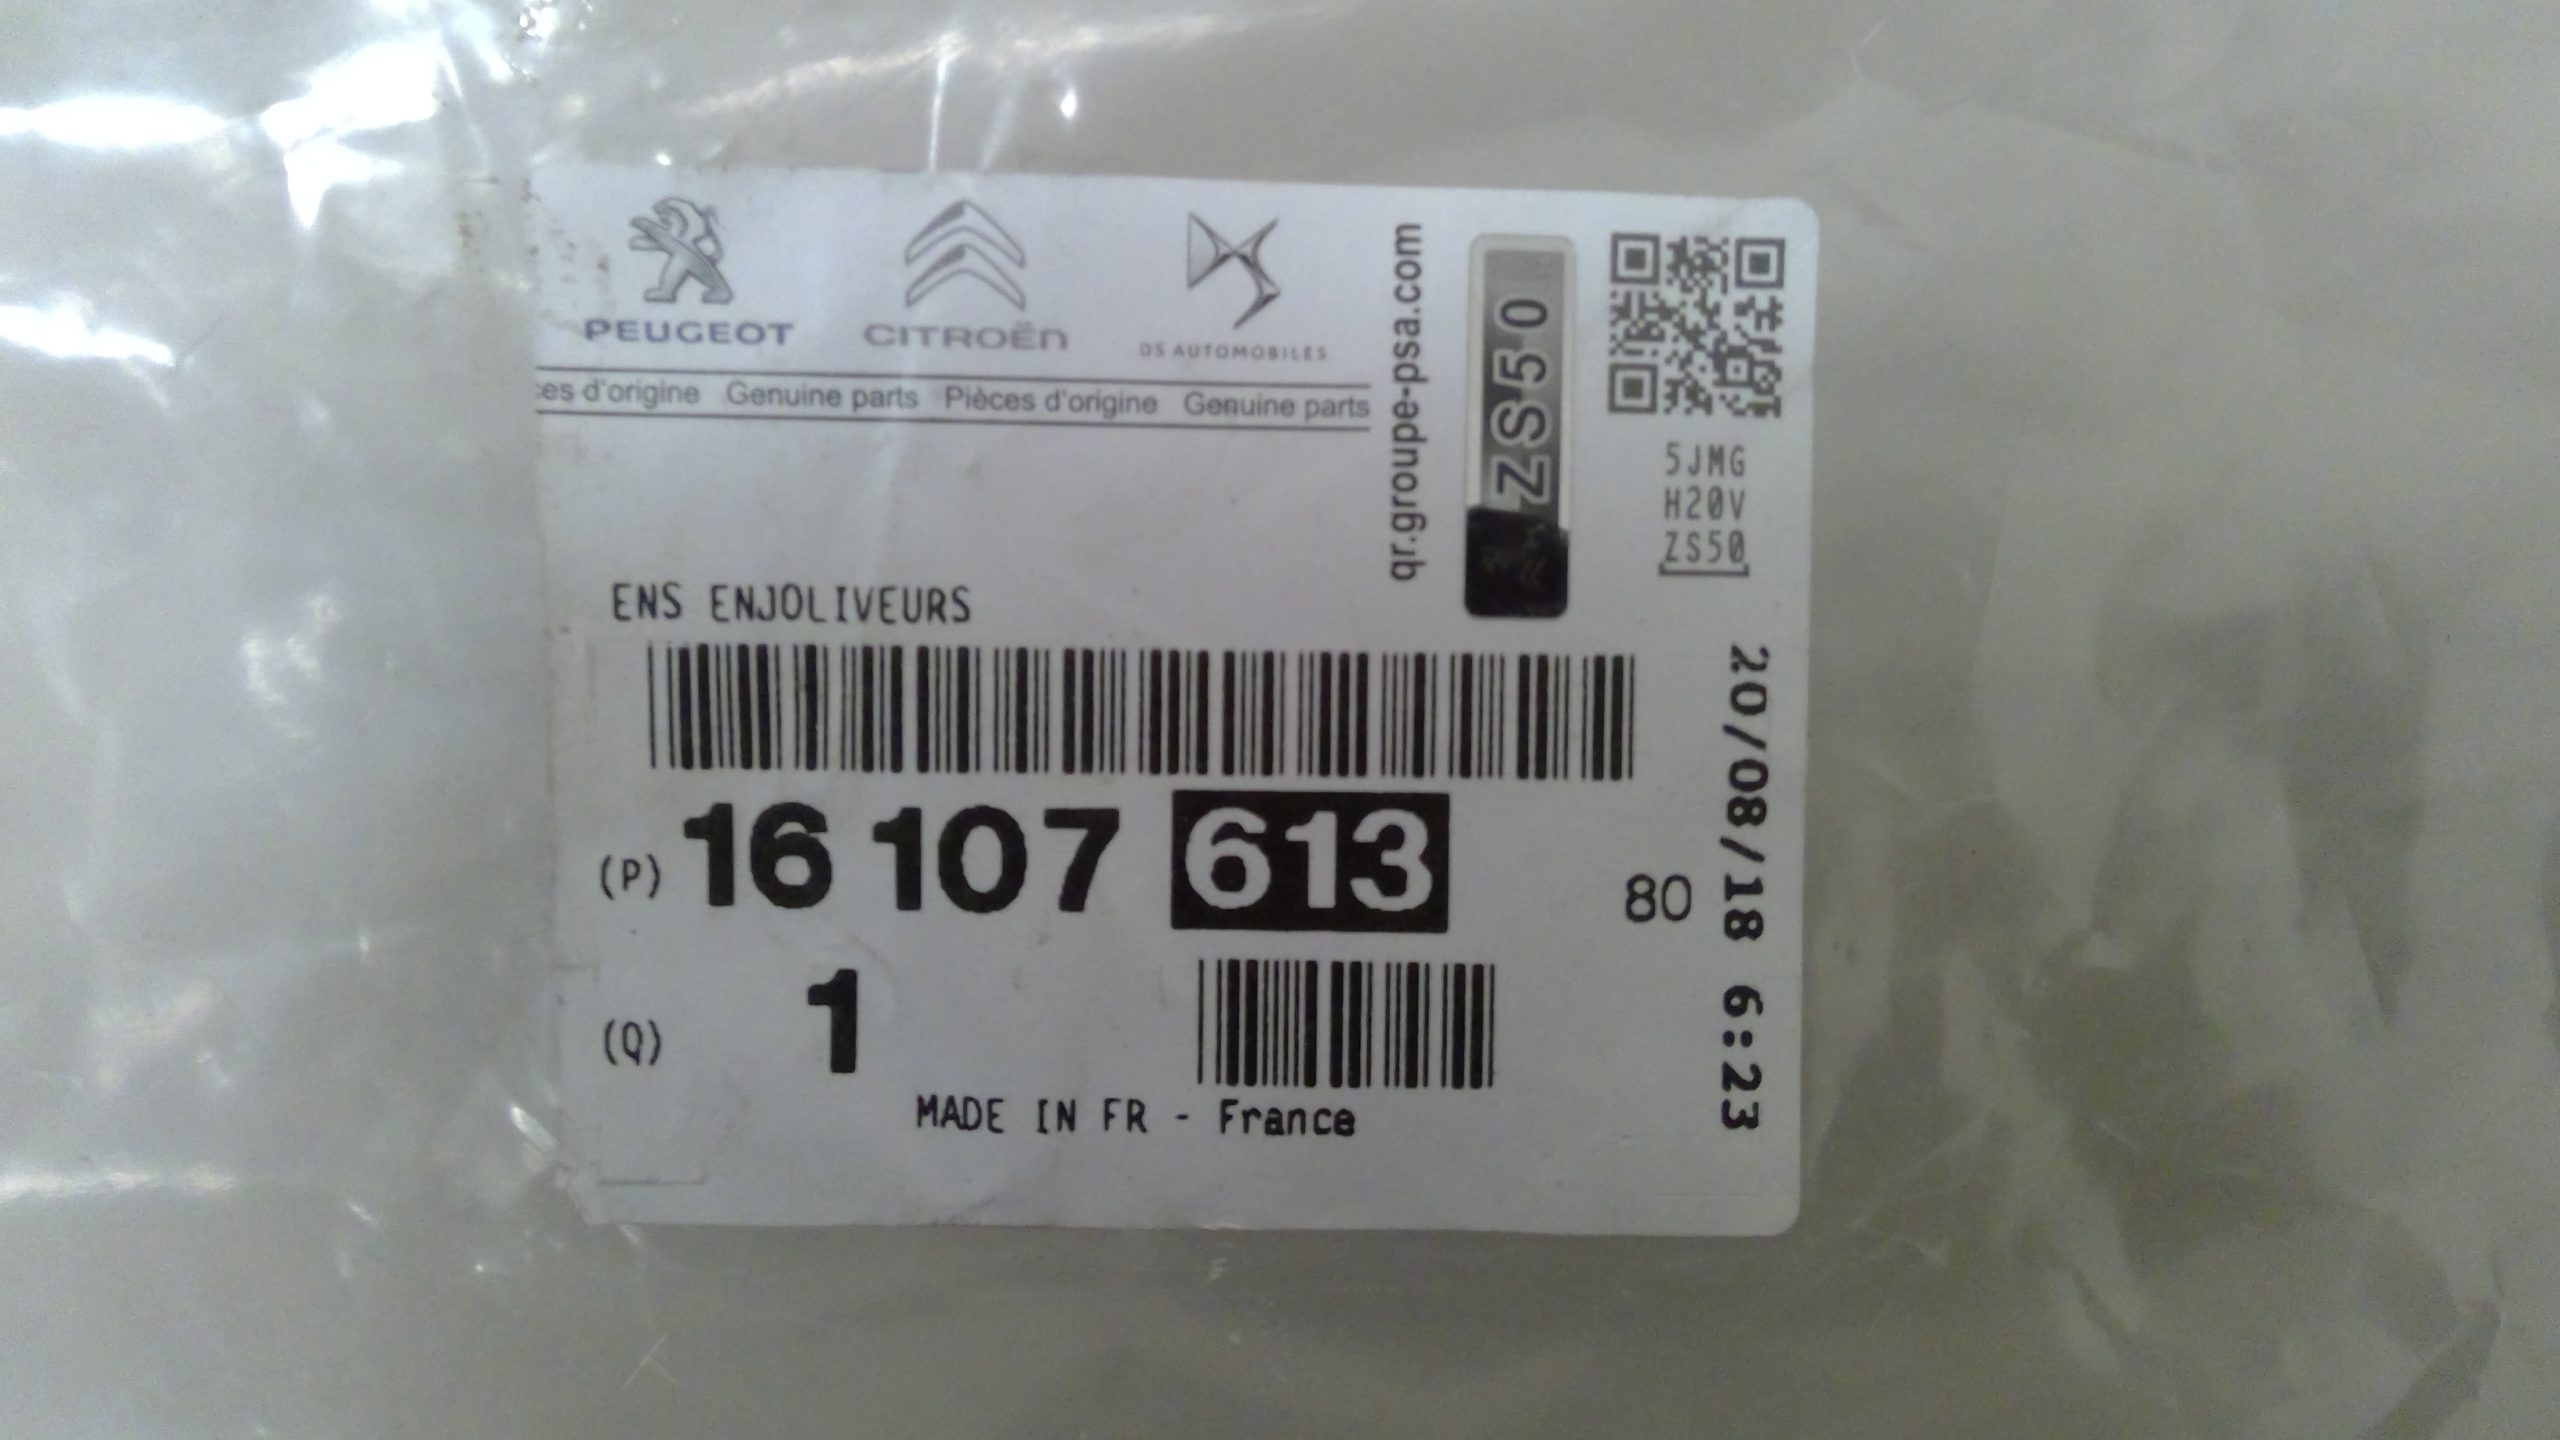 PEUGEOT CITROËN DS AUTOMOBILES
ces d'origine Genuine parts Pièces d'origine Genuine parts
qr.groupe-psa.com
ZS50
5JMG
H20V
ZS50
ENS ENJOLIVEURS
(P) 16 107 613 80
(Q) 1
MADE IN FR - France
20/08/18 6:23